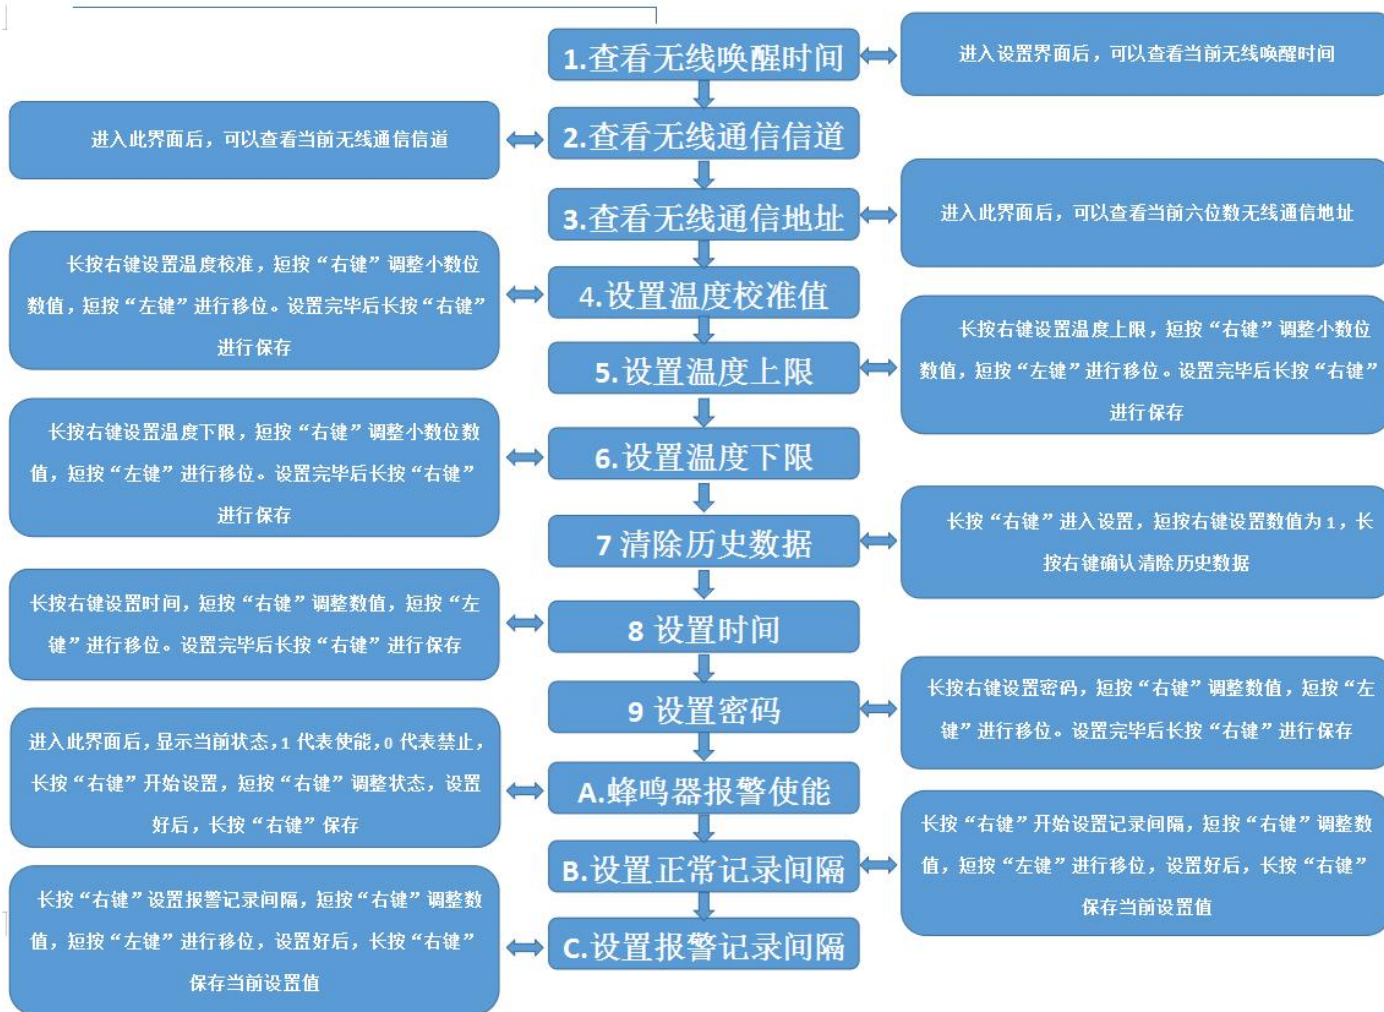 1.查看无线唤醒时间
进入设置界面后，可以查看当前无线唤醒时间
2.查看无线通信信道
进入此界面后，可以查看当前无线通信信道
3.查看无线通信地址
进入此界面后，可以查看当前六位数无线通信地址
4.设置温度校准值
长按右键设置温度校准，短按“右键”调整小数位
数值，短按“左键”进行移位。设置完毕后长按“右键”
进行保存
5.设置温度上限
长按右键设置温度上限，短按“右键”调整小数位
数值，短按“左键”进行移位。设置完毕后长按“右键”
进行保存
6.设置温度下限
长按右键设置温度下限，短按“右键”调整小数位数
值，短按“左键”进行移位。设置完毕后长按“右键”
进行保存
7 清除历史数据
长按“右键”进入设置，短按右键设置数值为 1，长
按右键确认清除历史数据
8 设置时间
长按右键设置时间，短按“右键”调整数值，短按“左
键”进行移位。设置完毕后长按“右键”进行保存
9 设置密码
长按右键设置密码，短按“右键”调整数值，短按“左
键”进行移位。设置完毕后长按“右键”进行保存
A.蜂鸣器报警使能
进入此界面后，显示当前状态，1 代表使能，0 代表禁止，
长按“右键”开始设置，短按“右键”调整状态，设置
好后，长按“右键”保存
B.设置正常记录间隔
长按“右键”开始设置记录间隔，短按“右键”调整数
值，短按“左键”进行移位，设置好后，长按“右键”
保存当前设置值
C.设置报警记录间隔
长按“右键”设置报警记录间隔，短按“右键”调整数
值，短按“左键”进行移位，设置好后，长按“右键”
保存当前设置值